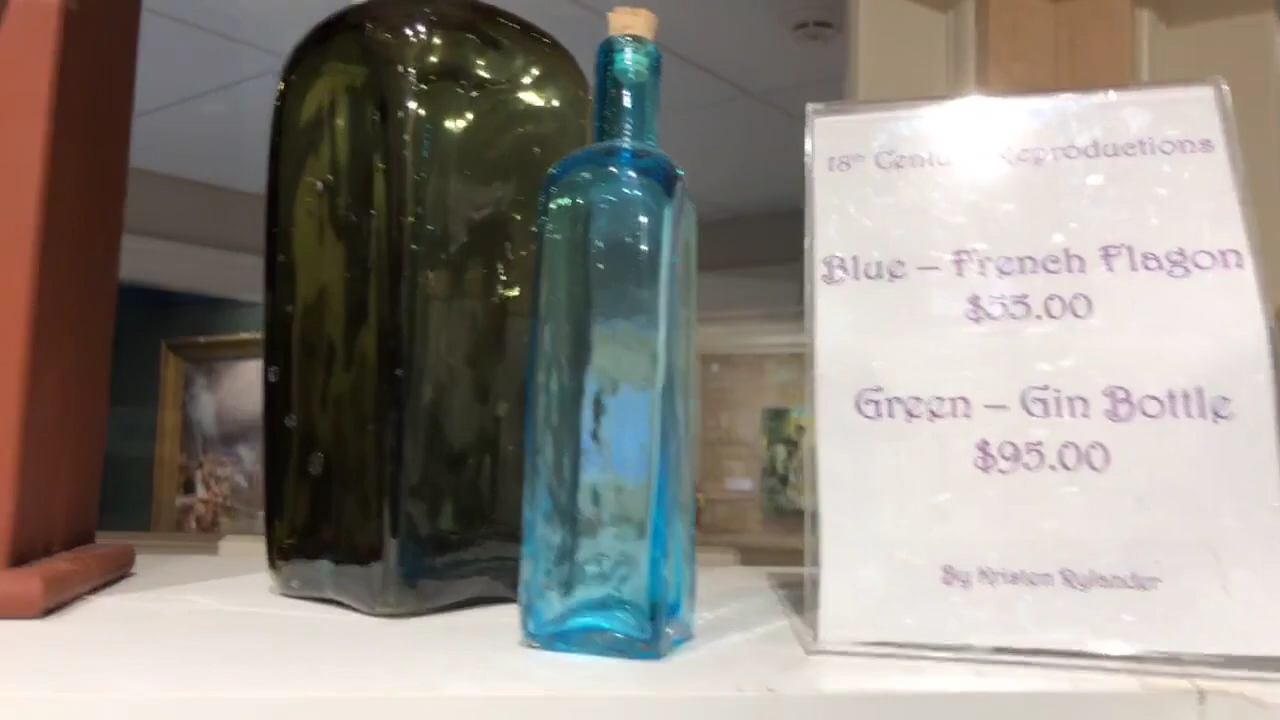 18th Century Reproductions
Blue – French Flagon
$55.00
Green – Gin Bottle
$95.00
By Kristen Rylander